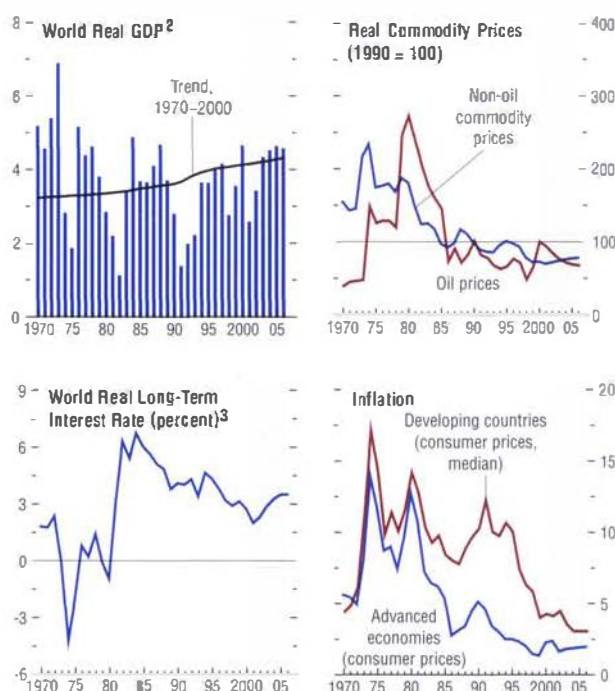 World Real GDP²
8
6
4
2
0
Trend,
1970–2000
1970 75 80 85 90 95 2000 05
Real Commodity Prices
(1990 = 100)
400
300
250
200
150
100
50
0
Non-oil
commodity
prices
Oil prices
1970 75 80 85 90 95 2000 05
World Real Long-Term
Interest Rate (percent)³
9
6
3
0
-3
-6
1970 75 80 85 90 95 2000 05
Inflation
20
15
10
5
0
Developing countries
(consumer prices,
median)
Advanced
economies
(consumer prices)
1970 75 80 85 90 95 2000 05